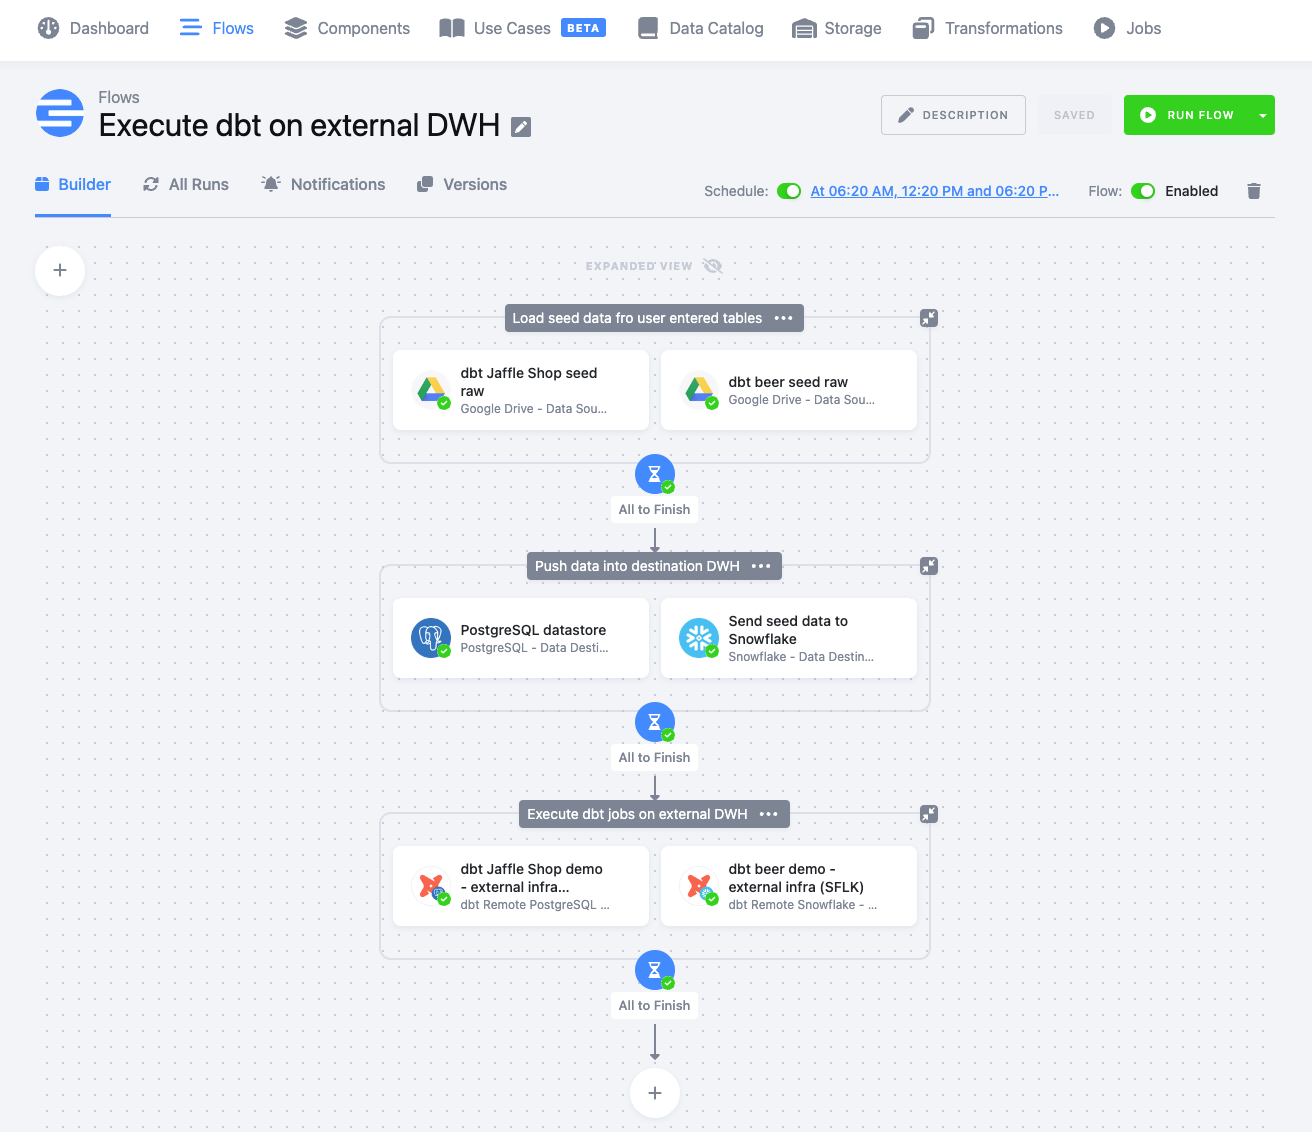 Dashboard Flows Components Use Cases BETA Data Catalog Storage Transformations Jobs
Flows
Execute dbt on external DWH
DESCRIPTION SAVED RUN FLOW
Builder All Runs Notifications Versions
Schedule: At 06:20 AM, 12:20 PM and 06:20 P... Flow: Enabled
EXPANDED VIEW
Load seed data fro user entered tables
dbt Jaffle Shop seed
raw
Google Drive - Data Sou...
dbt beer seed raw
Google Drive - Data Sou...
All to Finish
Push data into destination DWH
PostgreSQL datastore
PostgreSQL - Data Desti...
Send seed data to
Snowflake
Snowflake - Data Destin...
All to Finish
Execute dbt jobs on external DWH
dbt Jaffle Shop demo
- external infra...
dbt Remote PostgreSQL ...
dbt beer demo -
external infra (SFLK)
dbt Remote Snowflake - ...
All to Finish